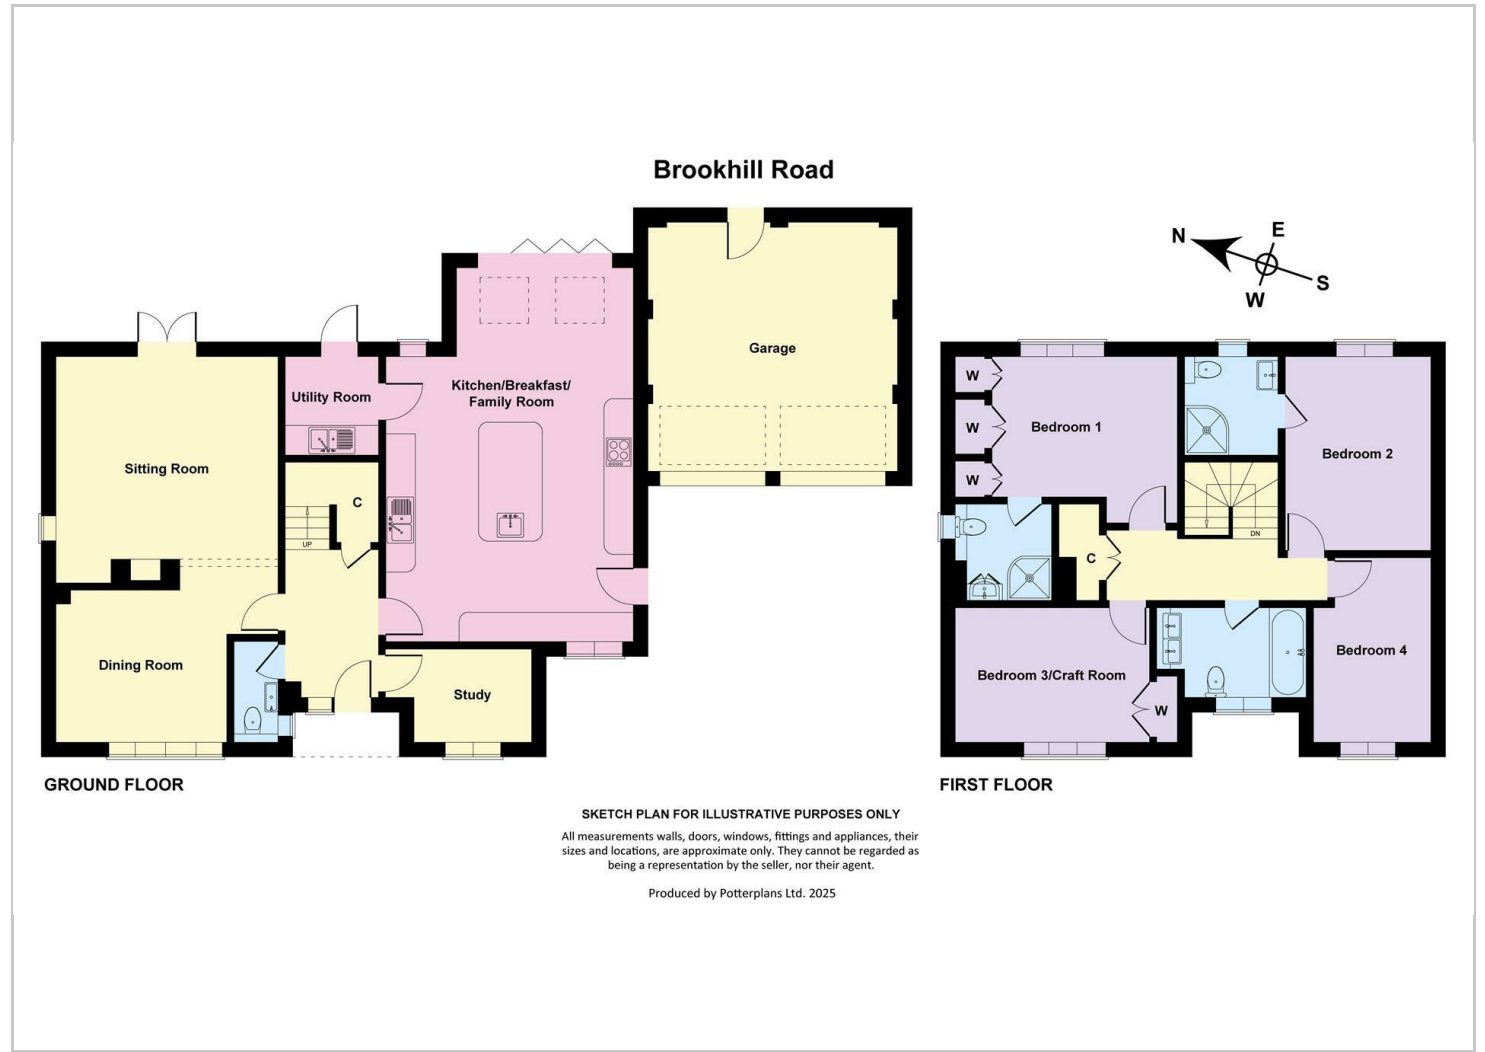 Brookhill Road
N
E
S
W
Garage
Kitchen/Breakfast/
Family Room
Utility Room
Sitting Room
C
UP
Dining Room
Study
GROUND FLOOR
W
W
W
Bedroom 1
Bedroom 2
DN
C
Bedroom 3/Craft Room
W
Bedroom 4
FIRST FLOOR
SKETCH PLAN FOR ILLUSTRATIVE PURPOSES ONLY
All measurements walls, doors, windows, fittings and appliances, their
sizes and locations, are approximate only. They cannot be regarded as
being a representation by the seller, nor their agent.
Produced by Potterplans Ltd. 2025